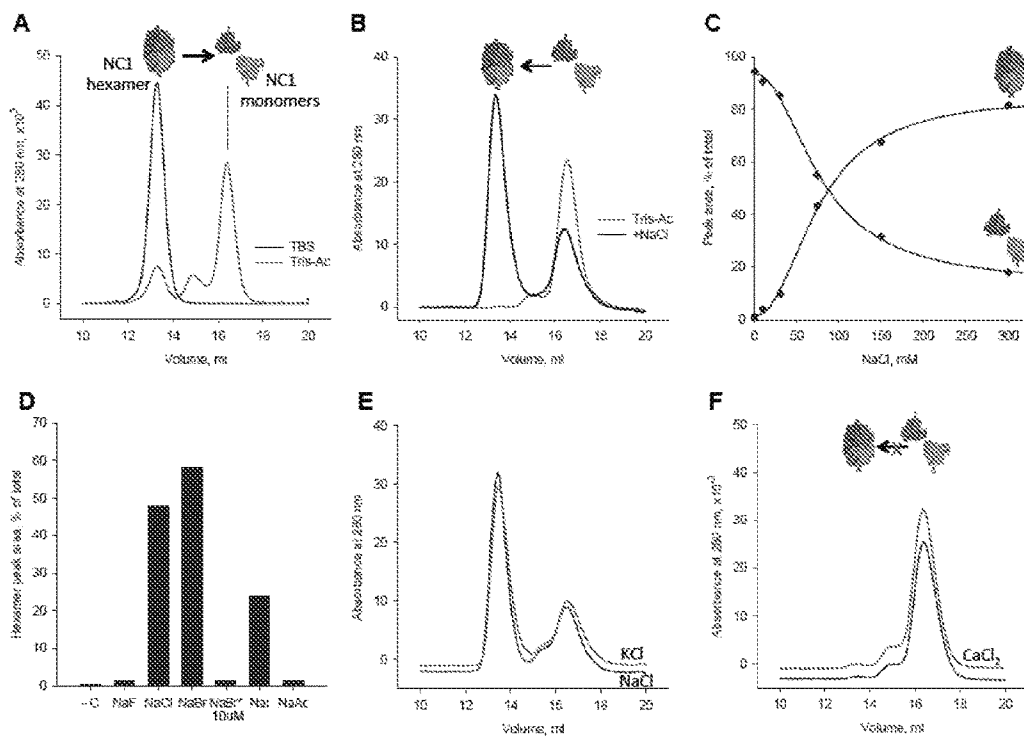 A
50
40
30
20
10
0
10 12 14 16 18 20
Absorbance at 280 nm, x10³
Volume, ml
NC1
hexamer
NC1
monomers
TBS
Tris-Ac
B
40
30
20
10
0
10 12 14 16 18 20
Absorbance at 280 nm
Volume, ml
Tris-Ac
+NaCl
C
100
80
60
40
20
0
0 50 100 150 200 250 300
Peak area, % of total
NaCl, mM
D
70
60
50
40
30
20
10
0
Hexamer peak area, % of total
NaF NaCl NaBr NaBr* NaI NaAc
10uM
E
40
30
10 12 14 16 18 20
Absorbance at 280 nm
Volume, ml
KCl
NaCl
F
50
40
30
20
10
0
10 12 14 16 18 20
Absorbance at 280 nm, x10⁻³
Volume, ml
CaCl₂